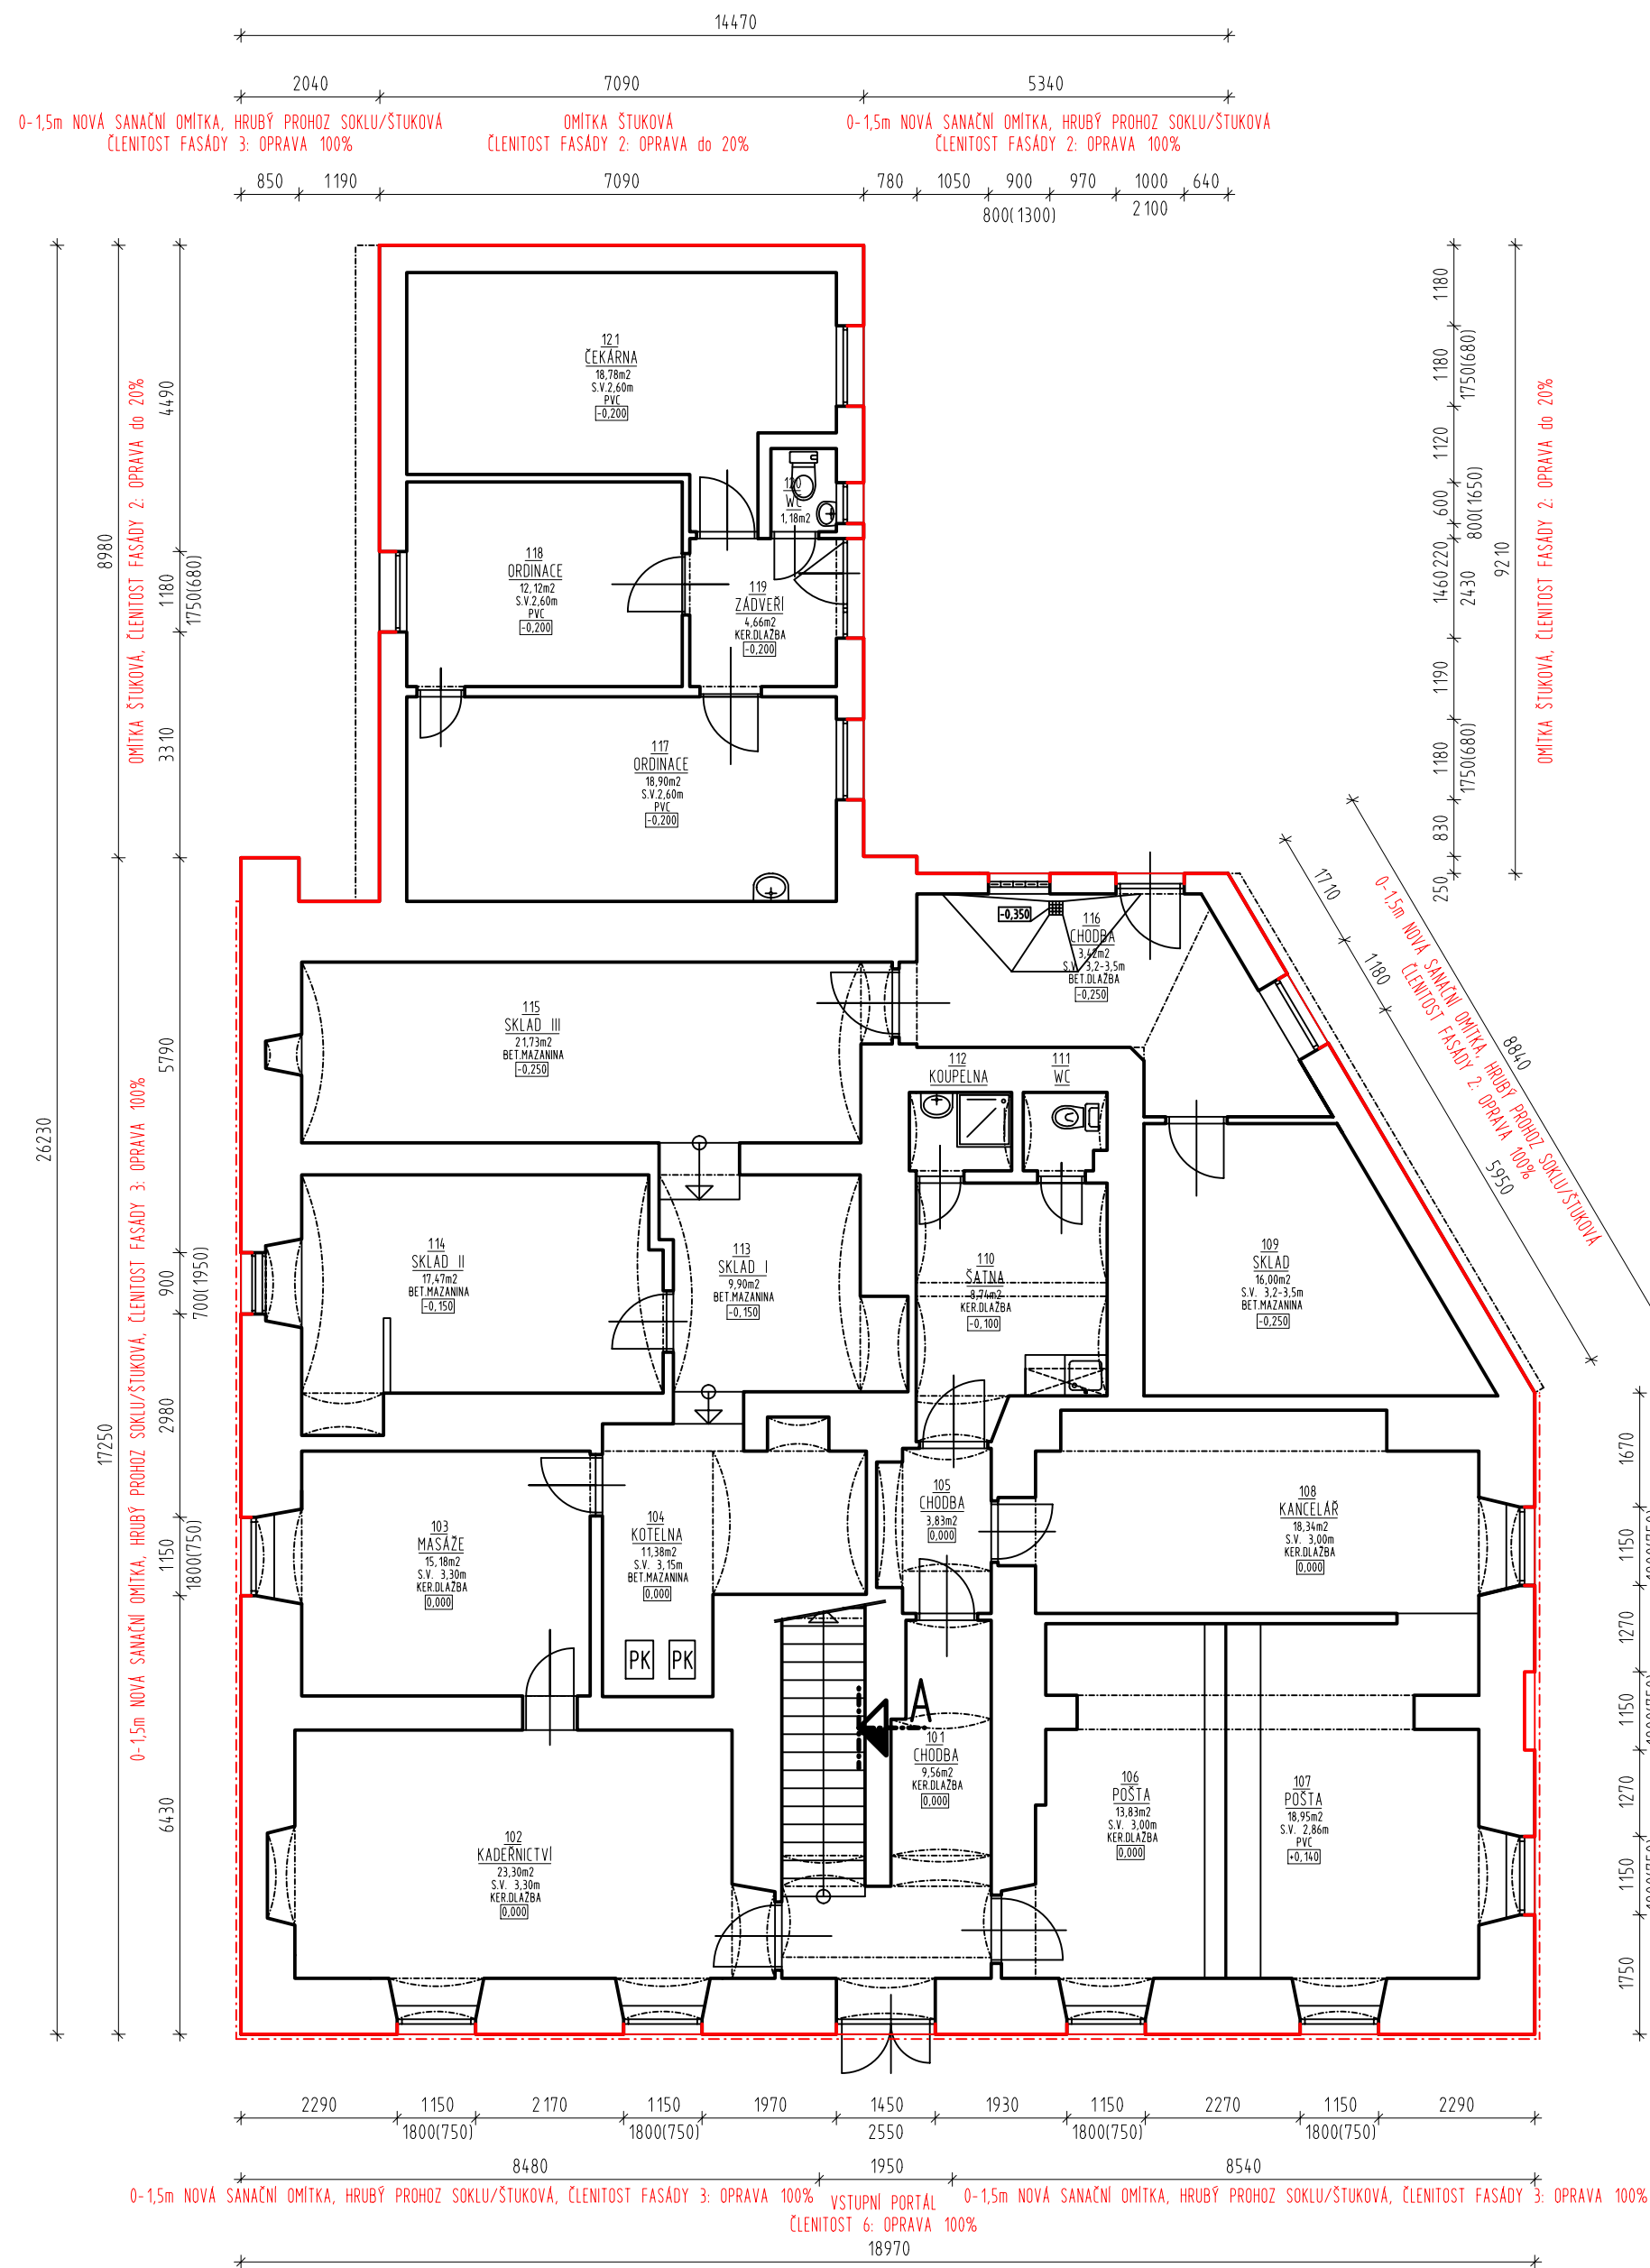 14470
2040 7090 5340
0-1,5m NOVÁ SANAČNÍ OMÍTKA, HRUBÝ PROHOZ SOKLU/ŠTUKOVÁ
ČLENITOST FASÁDY 3: OPRAVA 100%
OMÍTKA ŠTUKOVÁ
ČLENITOST FASÁDY 2: OPRAVA do 20%
0-1,5m NOVÁ SANAČNÍ OMÍTKA, HRUBÝ PROHOZ SOKLU/ŠTUKOVÁ
ČLENITOST FASÁDY 2: OPRAVA 100%
850 1190 7090 780 1050 900 970 1000 640
800(1300) 2100
26230
8980
17250
OMÍTKA ŠTUKOVÁ, ČLENITOST FASÁDY 2: OPRAVA do 20%
0-1,5m NOVÁ SANAČNÍ OMÍTKA, HRUBÝ PROHOZ SOKLU/ŠTUKOVÁ, ČLENITOST FASÁDY 3: OPRAVA 100%
4490
1180
1750(680)
3310
5790
900
700(1950)
2980
1150
1800(750)
6430
121
ČEKÁRNA
18,78m2
S.V.2,60m
PVC
-0,200
120
WC
1,18m2
118
ORDINACE
12,12m2
S.V.2,60m
PVC
-0,200
119
ZÁDVEŘÍ
4,66m2
KER.DLAŽBA
-0,200
117
ORDINACE
18,90m2
S.V.2,60m
PVC
-0,200
1180
1180
1750(680)
1120
600
800(1650)
220
1460
2430
1190
1180
1750(680)
830
250
9210
OMÍTKA ŠTUKOVÁ, ČLENITOST FASÁDY 2: OPRAVA do 20%
1710
1180
5950
8840
0-1,5m NOVÁ SANAČNÍ OMÍTKA, HRUBÝ PROHOZ SOKLU/ŠTUKOVÁ
ČLENITOST FASÁDY 2: OPRAVA 100%
-0,350
116
CHODBA
3,42m2
S.V. 3,2-3,5m
BET.DLAŽBA
-0,250
115
SKLAD III
21,73m2
BET.MAZANINA
-0,250
112
KOUPELNA
111
WC
114
SKLAD II
17,47m2
BET.MAZANINA
-0,150
113
SKLAD I
9,90m2
BET.MAZANINA
-0,150
110
ŠATNA
8,74m2
KER.DLAŽBA
-0,100
109
SKLAD
16,00m2
S.V. 3,2-3,5m
BET.MAZANINA
-0,250
103
MASÁŽE
15,18m2
S.V. 3,30m
KER.DLAŽBA
0,000
104
KOTELNA
11,38m2
S.V. 3,15m
BET.MAZANINA
0,000
PK PK
105
CHODBA
3,83m2
0,000
108
KANCELÁŘ
18,34m2
S.V. 3,00m
KER.DLAŽBA
0,000
A
101
CHODBA
9,56m2
KER.DLAŽBA
0,000
102
KADEŘNICTVÍ
23,30m2
S.V. 3,30m
KER.DLAŽBA
0,000
106
POŠTA
13,83m2
S.V. 3,00m
KER.DLAŽBA
0,000
107
POŠTA
18,95m2
S.V. 2,86m
PVC
+0,140
1670
1150
1270
1150
1270
1150
1750
2290 1150 2170 1150 1970 1450 1930 1150 2270 1150 2290
1800(750) 1800(750) 2550 1800(750) 1800(750)
8480 1950 8540
0-1,5m NOVÁ SANAČNÍ OMÍTKA, HRUBÝ PROHOZ SOKLU/ŠTUKOVÁ, ČLENITOST FASÁDY 3: OPRAVA 100%
VSTUPNÍ PORTÁL
ČLENITOST 6: OPRAVA 100%
0-1,5m NOVÁ SANAČNÍ OMÍTKA, HRUBÝ PROHOZ SOKLU/ŠTUKOVÁ, ČLENITOST FASÁDY 3: OPRAVA 100%
18970